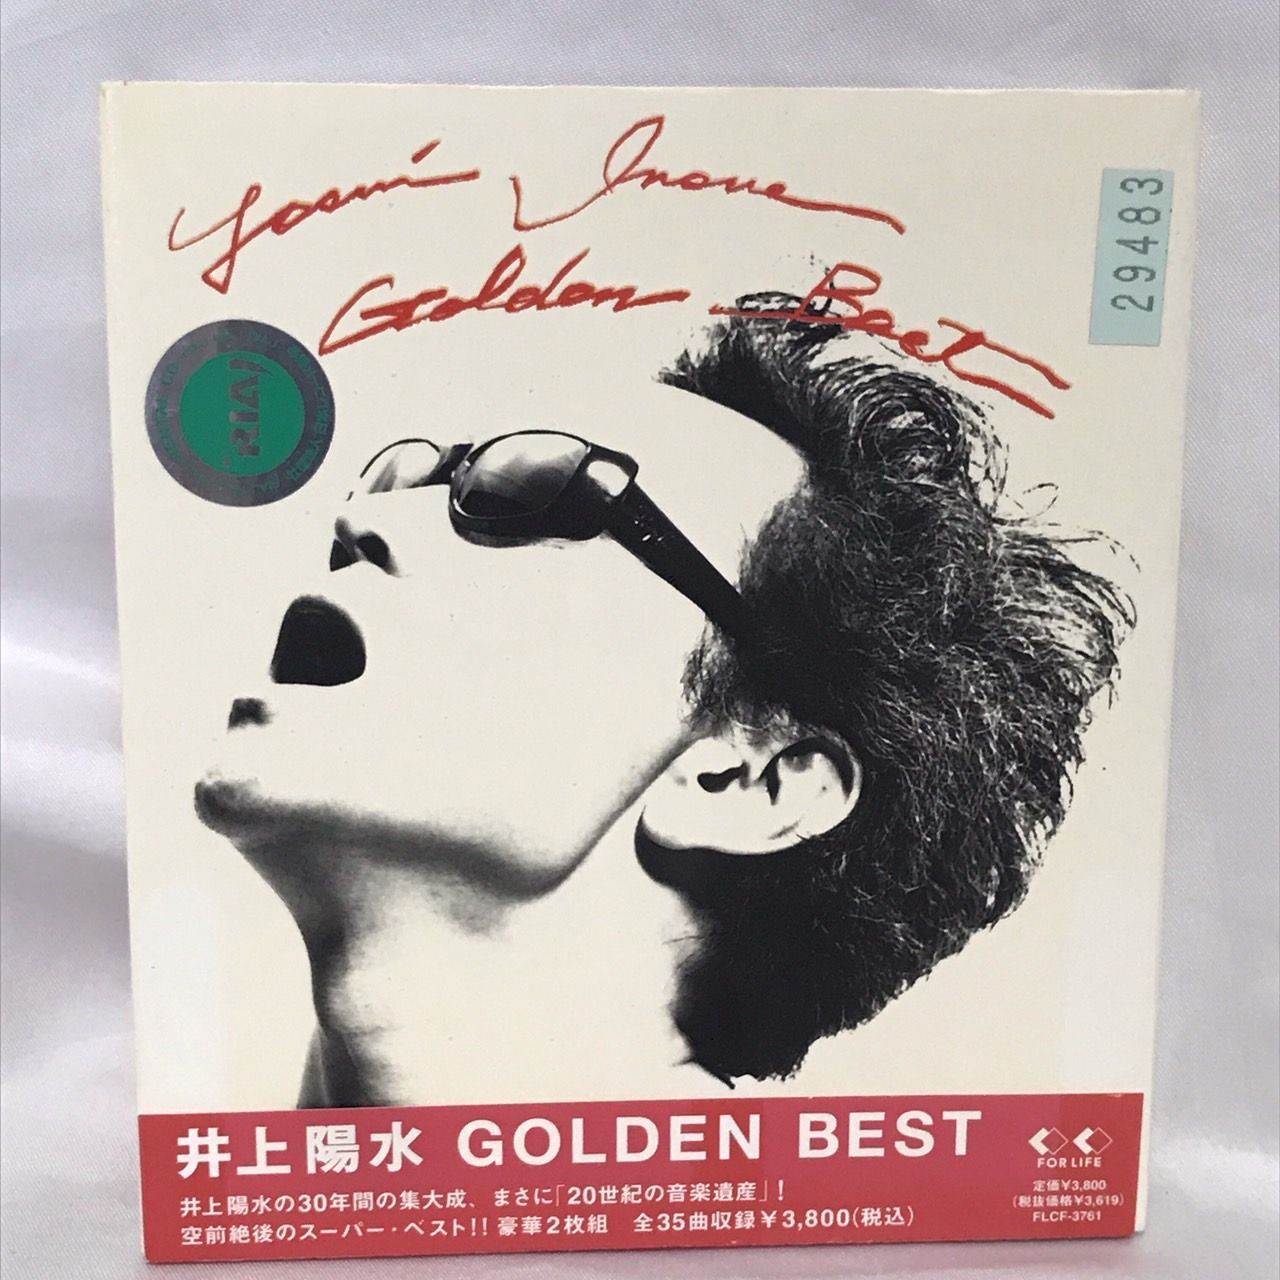 Yosui Inoue
Golden Best
29483
RIAJ
井上陽水 GOLDEN BEST
井上陽水の30年間の集大成、まさに「20世紀の音楽遺産」!
空前絶後のスーパー・ベスト!! 豪華2枚組 全35曲収録¥3,800(税込)
FOR LIFE
定価¥3,800
(税抜価格¥3,619)
FLCF-3761